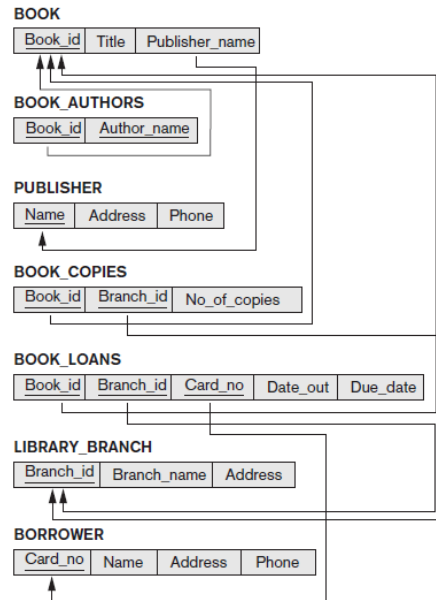 BOOK
Book_id Title Publisher_name
BOOK_AUTHORS
Book_id Author_name
PUBLISHER
Name Address Phone
BOOK_COPIES
Book_id Branch_id No_of_copies
BOOK_LOANS
Book_id Branch_id Card_no Date_out Due_date
LIBRARY_BRANCH
Branch_id Branch_name Address
BORROWER
Card_no Name Address Phone